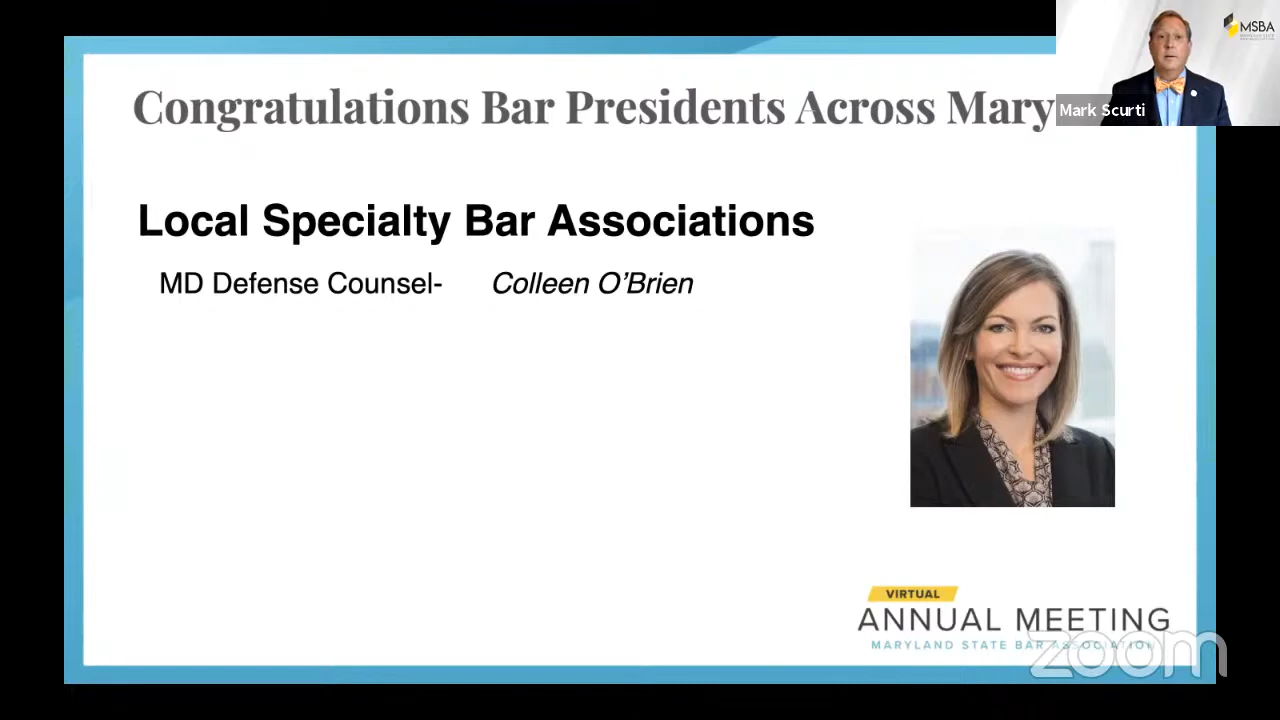 MSBA
Mark Scurti
Congratulations Bar Presidents Across Mary
Local Specialty Bar Associations
MD Defense Counsel- Colleen O’Brien
VIRTUAL
ANNUAL MEETING
MARYLAND STATE BAR ASSOCIATION
zoom